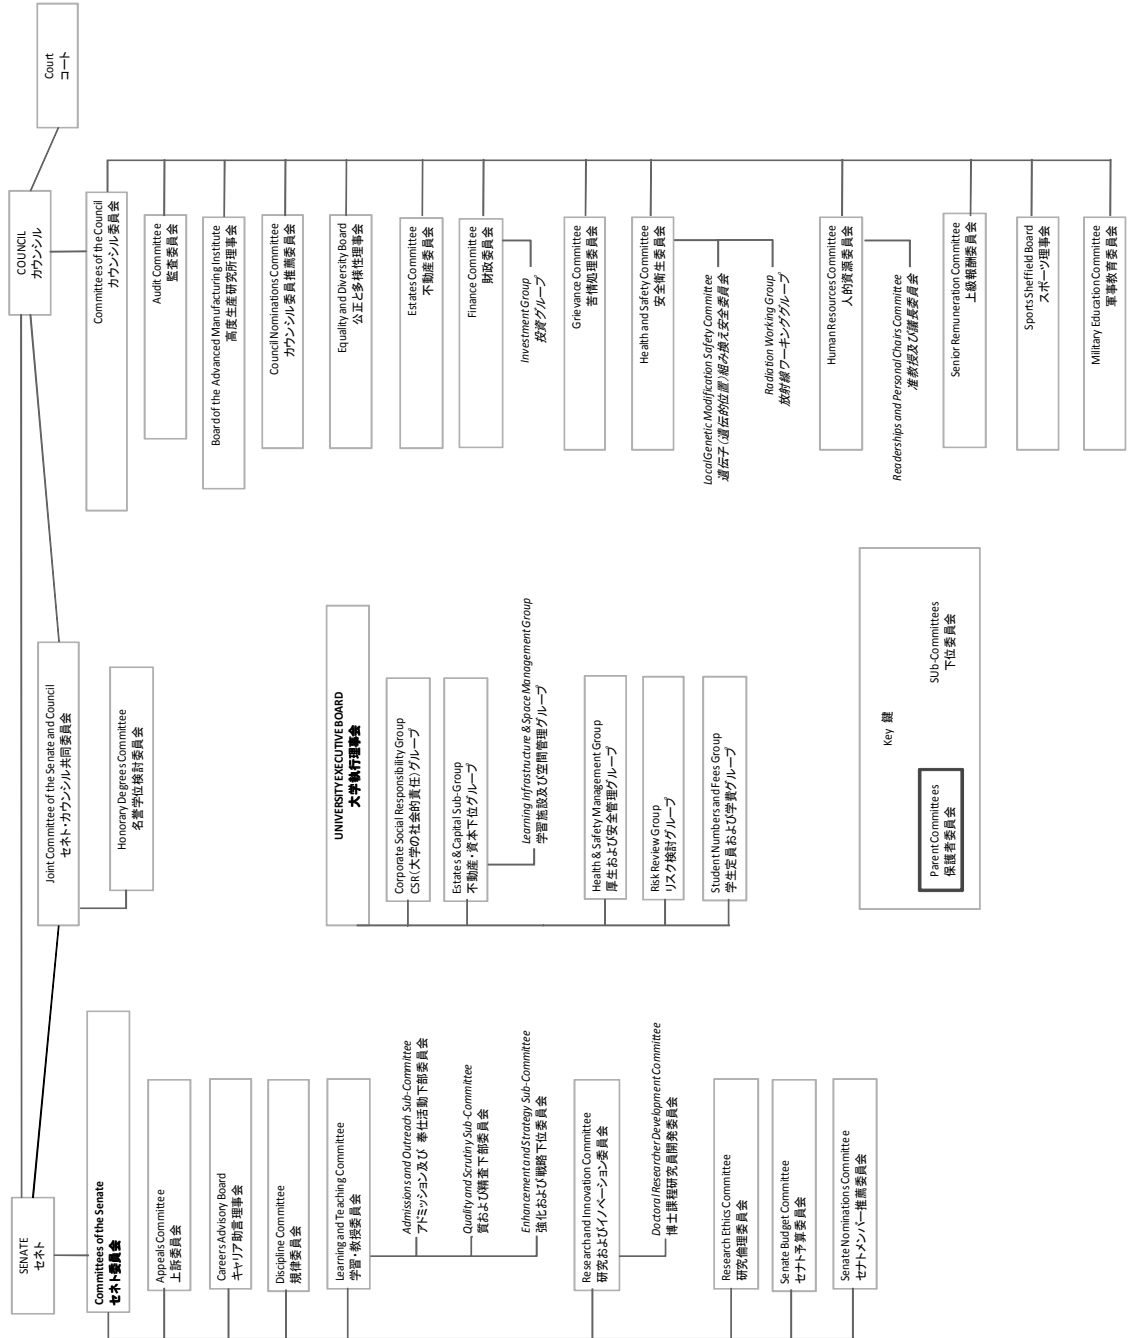 SENATE
セネト
Committees of the Senate
セネト委員会
Appeals Committee
上訴委員会
Careers Advisory Board
キャリア助言理事会
Discipline Committee
規律委員会
Learning and Teaching Committee
学習・教授委員会
Admissions and Outreach Sub-Committee
アドミッション及び 奉仕活動下部委員会
Quality and Scrutiny Sub-Committee
質および精査下部委員会
Enhancement and Strategy Sub-Committee
強化および戦略下位委員会
Research and Innovation Committee
研究およびイノベーション委員会
Doctoral Researcher Development Committee
博士課程研究員開発委員会
Research Ethics Committee
研究倫理委員会
Senate Budget Committee
セナト予算委員会
Senate Nominations Committee
セナトメンバー推薦委員会
Joint Committee of the Senate and Council
セネト・カウンシル共同委員会
Honorary Degrees Committee
名誉学位検討委員会
UNIVERSITY EXECUTIVE BOARD
大学執行理事会
Corporate Social Responsibility Group
CSR(大学の社会的責任)グループ
Estates & Capital Sub-Group
不動産・資本下位グループ
Learning Infrastructure & Space Management Group
学習施設及び空間管理グループ
Health & Safety Management Group
厚生および安全管理グループ
Risk Review Group
リスク検討グループ
Student Numbers and Fees Group
学生定員および学費グループ
Key 鍵
Parent Committees
保護者委員会
SUb-Committees
下位委員会
COUNCIL
カウンシル
Court
コート
Committees of the Council
カウンシル委員会
Audit Committee
監査委員会
Board of the Advanced Manufacturing Institute
高度生産研究所理事会
Council Nominations Committee
カウンシル委員推薦委員会
Equality and Diversity Board
公正と多様性理事会
Estates Committee
不動産委員会
Finance Committee
財政委員会
Investment Group
投資グループ
Grievance Committee
苦情処理委員会
Health and Safety Committee
安全衛生委員会
Local Genetic Modification Safety Committee
遺伝子(遺伝的位置)組み換え安全委員会
Radiation Working Group
放射線ワーキンググループ
Human Resources Committee
人的資源委員会
Readerships and Personal Chairs Committee
准教授及び議長委員会
Senior Remuneration Committee
上級報酬委員会
Sports Sheffield Board
スポーツ理事会
Military Education Committee
軍事教育委員会